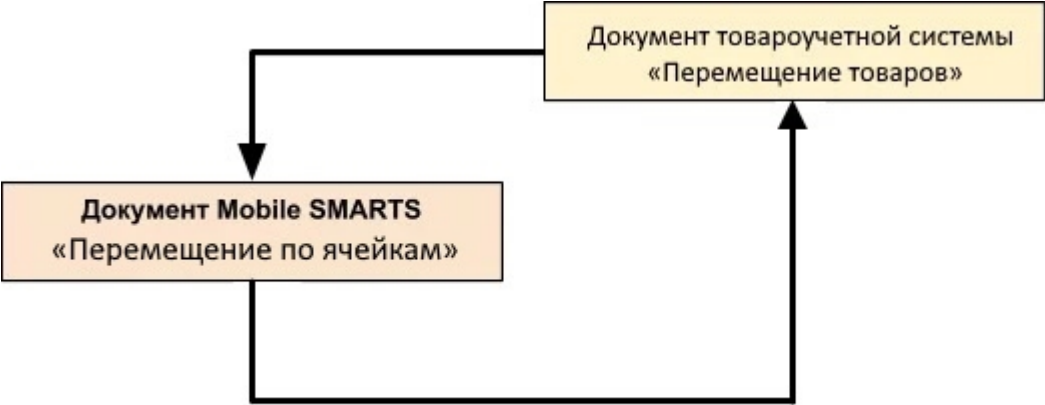 Документ товароучетной системы
«Перемещение товаров»
Документ Mobile SMARTS
«Перемещение по ячейкам»